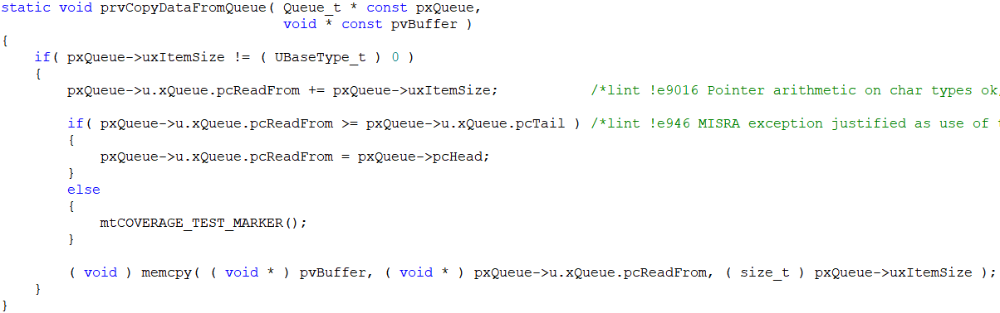 static void prvCopyDataFromQueue( Queue_t * const pxQueue,
                                  void * const pvBuffer )
{
    if( pxQueue->uxItemSize != ( UBaseType_t ) 0 )
    {
        pxQueue->u.xQueue.pcReadFrom += pxQueue->uxItemSize;           /*lint !e9016 Pointer arithmetic on char types ok,

        if( pxQueue->u.xQueue.pcReadFrom >= pxQueue->u.xQueue.pcTail ) /*lint !e946 MISRA exception justified as use of
        {
            pxQueue->u.xQueue.pcReadFrom = pxQueue->pcHead;
        }
        else
        {
            mtCOVERAGE_TEST_MARKER();
        }

        ( void ) memcpy( ( void * ) pvBuffer, ( void * ) pxQueue->u.xQueue.pcReadFrom, ( size_t ) pxQueue->uxItemSize );
    }
}